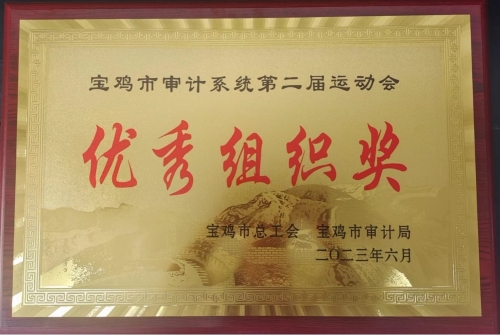 宝鸡市审计系统第二届运动会
优秀组织奖
宝鸡市总工会 宝鸡市审计局
二〇二三年六月